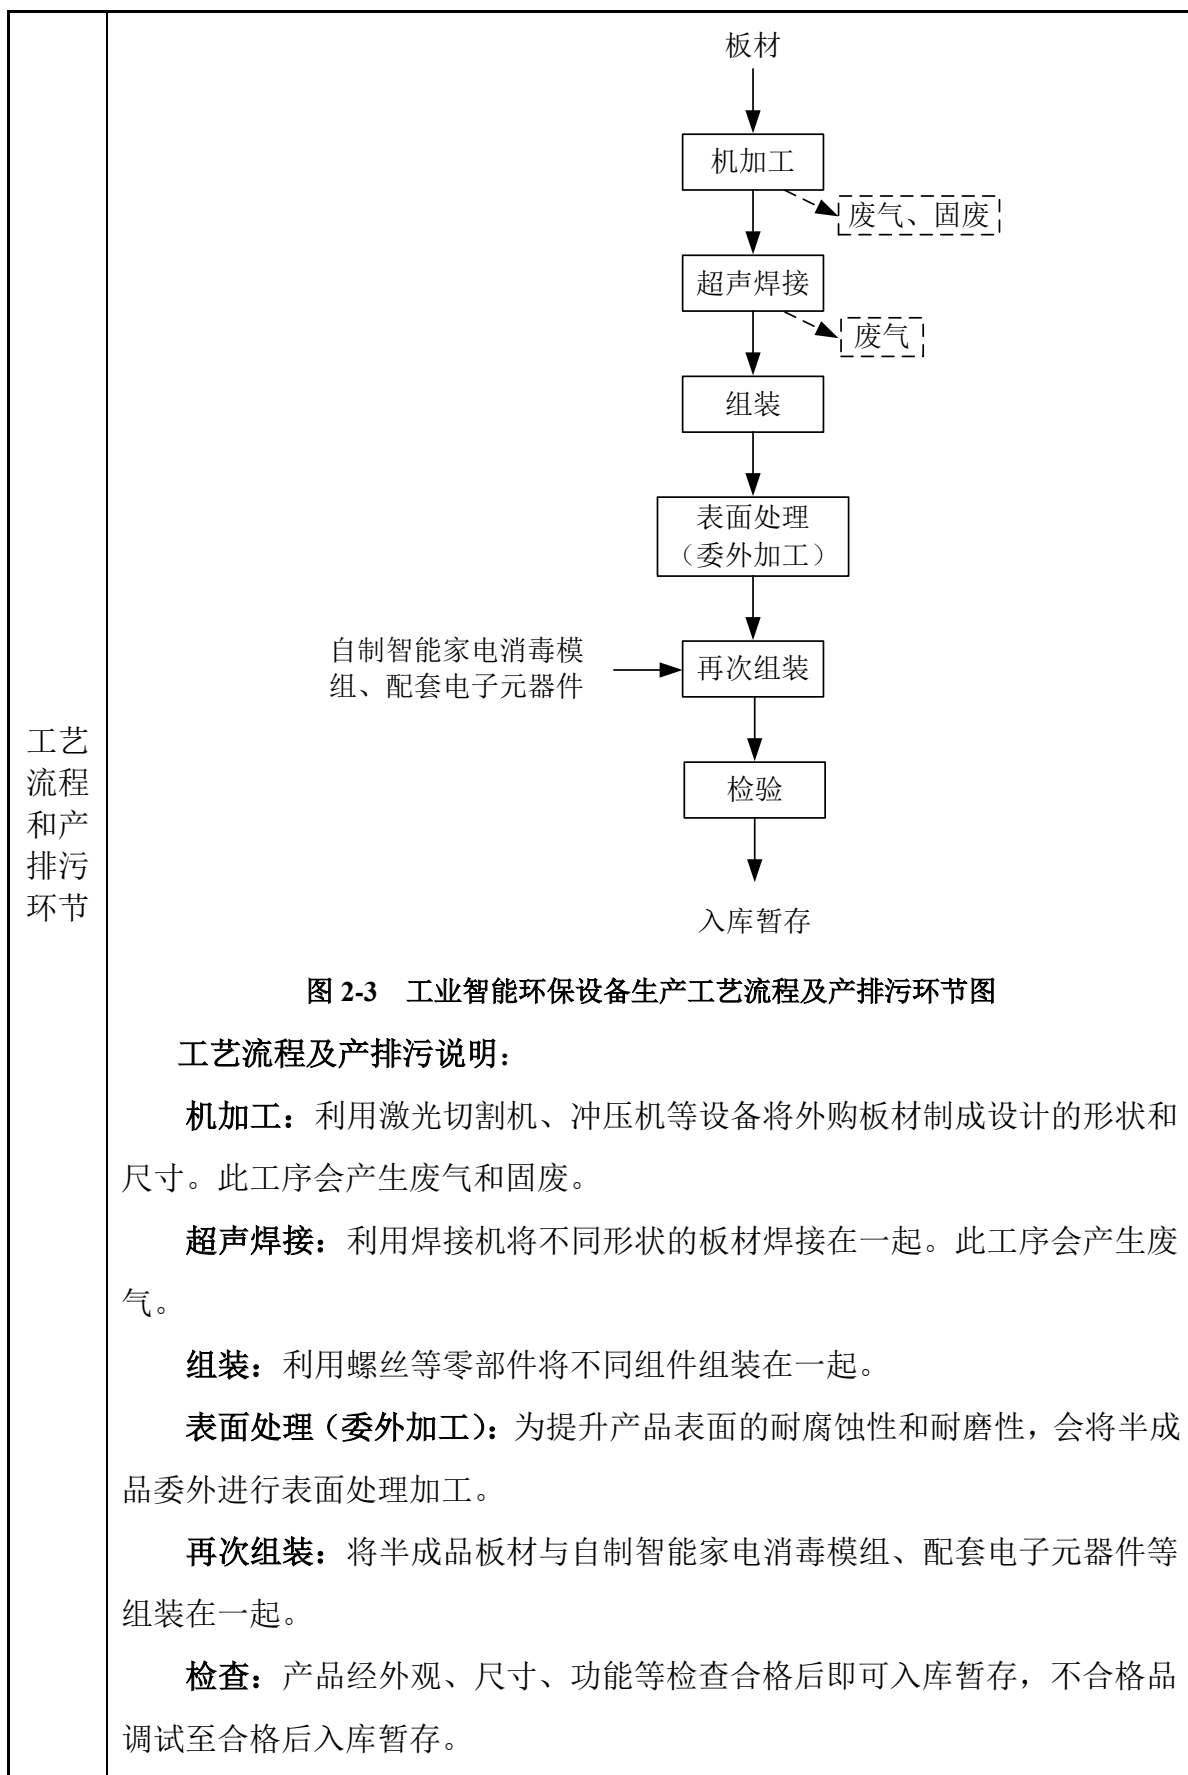 工艺
流程
和产
排污
环节
板材
机加工
废气、固废
超声焊接
废气
组装
表面处理
（委外加工）
自制智能家电消毒模
组、配套电子元器件
再次组装
检验
入库暂存
图 2-3 工业智能环保设备生产工艺流程及产排污环节图
工艺流程及产排污说明：
机加工：利用激光切割机、冲压机等设备将外购板材制成设计的形状和
尺寸。此工序会产生废气和固废。
超声焊接：利用焊接机将不同形状的板材焊接在一起。此工序会产生废
气。
组装：利用螺丝等零部件将不同组件组装在一起。
表面处理（委外加工）：为提升产品表面的耐腐蚀性和耐磨性，会将半成
品委外进行表面处理加工。
再次组装：将半成品板材与自制智能家电消毒模组、配套电子元器件等
组装在一起。
检查：产品经外观、尺寸、功能等检查合格后即可入库暂存，不合格品
调试至合格后入库暂存。